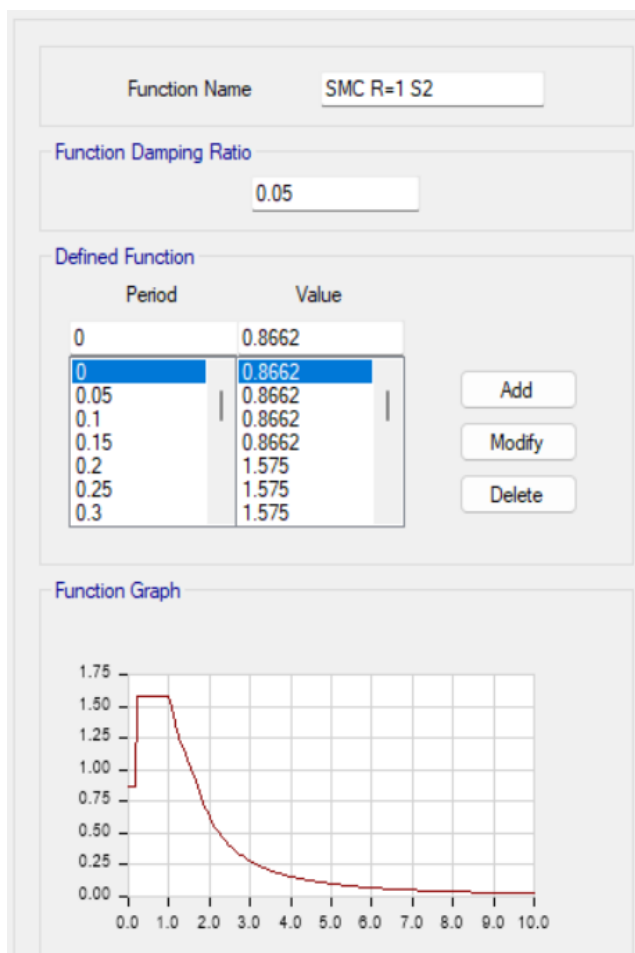 Function Name SMC R=1 S2
Function Damping Ratio
0.05
Defined Function
Period Value
0 0.8662
0 0.8662
0.05 0.8662
0.1 0.8662
0.15 0.8662
0.2 1.575
0.25 1.575
0.3 1.575
Add
Modify
Delete
Function Graph
1.75
1.50
1.25
1.00
0.75
0.50
0.25
0.00
0.0 1.0 2.0 3.0 4.0 5.0 6.0 7.0 8.0 9.0 10.0